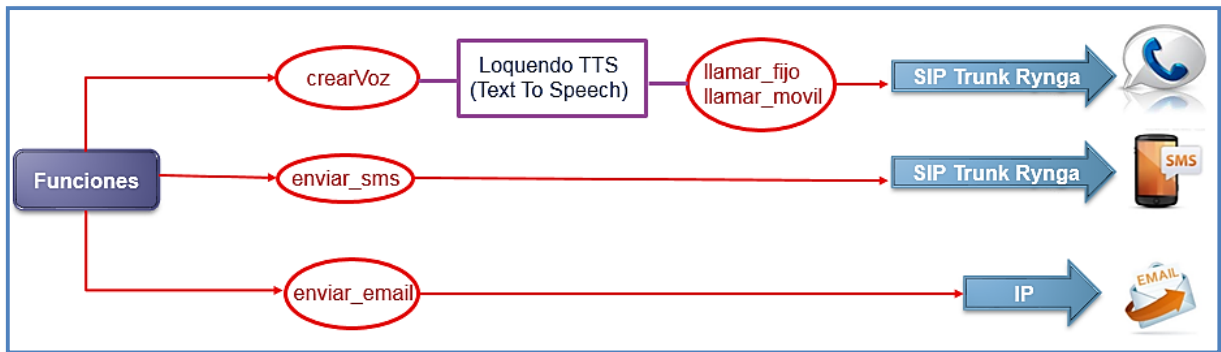 Funciones
crearVoz
Loquendo TTS
(Text To Speech)
llamar_fijo
llamar_movil
SIP Trunk Rynga
enviar_sms
SIP Trunk Rynga
SMS
enviar_email
IP
EMAIL